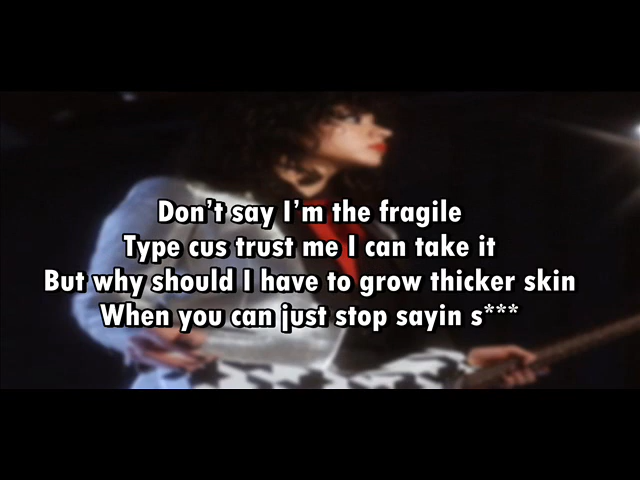 Don't say I'm the fragile
Type cus trust me I can take it
But why should I have to grow thicker skin
When you can just stop sayin s***